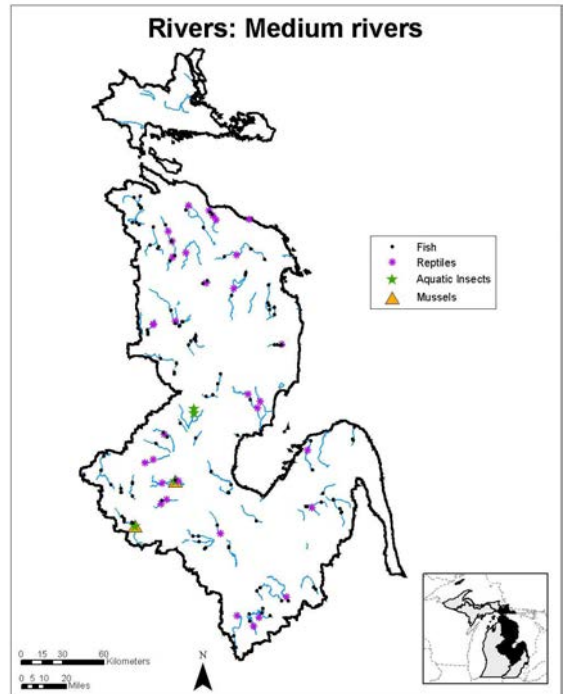 Rivers: Medium rivers
Fish
Reptiles
Aquatic Insects
Mussels
0 15 30 60
Kilometers
0 5 10 20
Miles
N